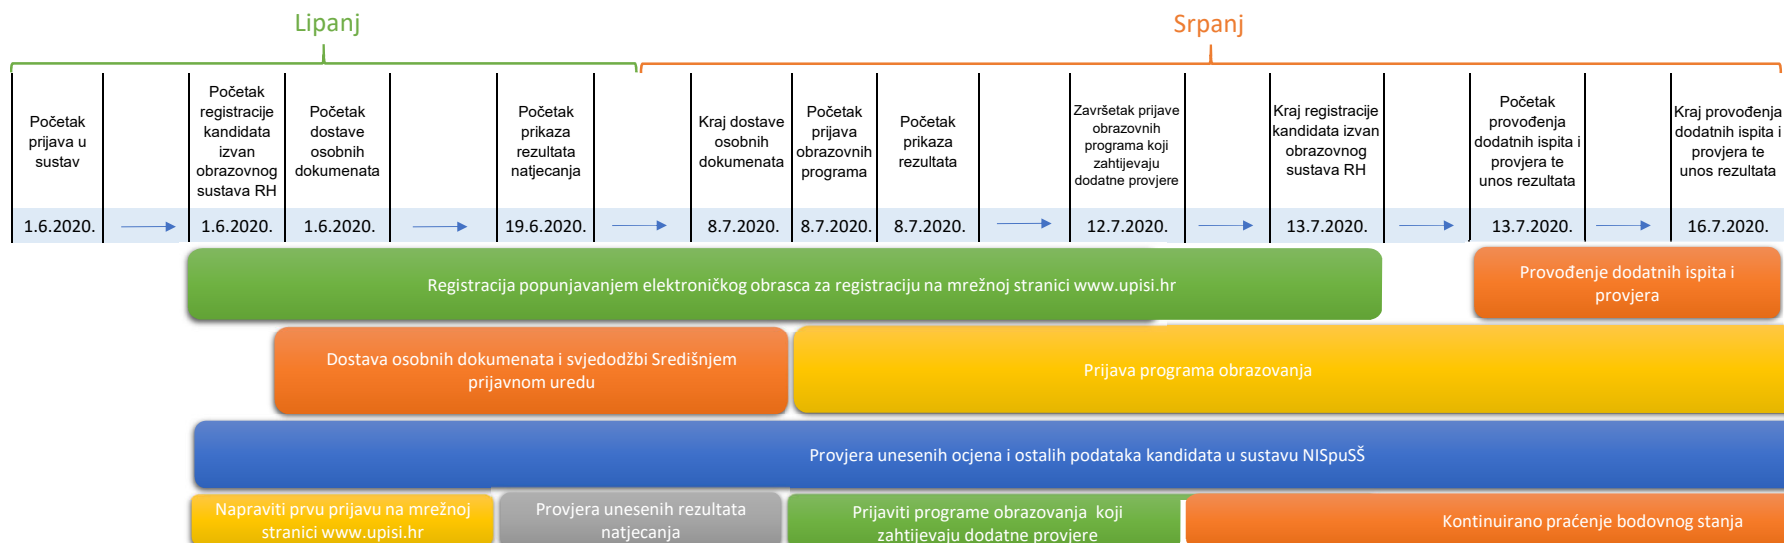 Lipanj
Srpanj
Početak
prijava u
sustav
Početak
registracije
kandidata
izvan
obrazovnog
sustava RH
Početak
dostave
osobnih
dokumenata
Početak
prikaza
rezultata
natjecanja
Kraj dostave
osobnih
dokumenata
Početak
prijava
obrazovnih
programa
Početak
prikaza
rezultata
Završetak prijave
obrazovnih
programa koji
zahtijevaju
dodatne provjere
Kraj registracije
kandidata izvan
obrazovnog
sustava RH
Početak
provođenja
dodatnih ispita i
provjera te
unos rezultata
Kraj provođenja
dodatnih ispita i
provjera te
unos rezultata
1.6.2020.
1.6.2020.
1.6.2020.
19.6.2020.
8.7.2020.
8.7.2020.
8.7.2020.
12.7.2020.
13.7.2020.
13.7.2020.
16.7.2020.
Registracija popunjavanjem elektroničkog obrasca za registraciju na mrežnoj stranici www.upisi.hr
Provođenje dodatnih ispita i
provjera
Dostava osobnih dokumenata i svjedodžbi Središnjem
prijavnom uredu
Prijava programa obrazovanja
Provjera unesenih ocjena i ostalih podataka kandidata u sustavu NISpuSŠ
Napraviti prvu prijavu na mrežnoj
stranici www.upisi.hr
Provjera unesenih rezultata
natjecanja
Prijaviti programe obrazovanja koji
zahtijevaju dodatne provjere
Kontinuirano praćenje bodovnog stanja